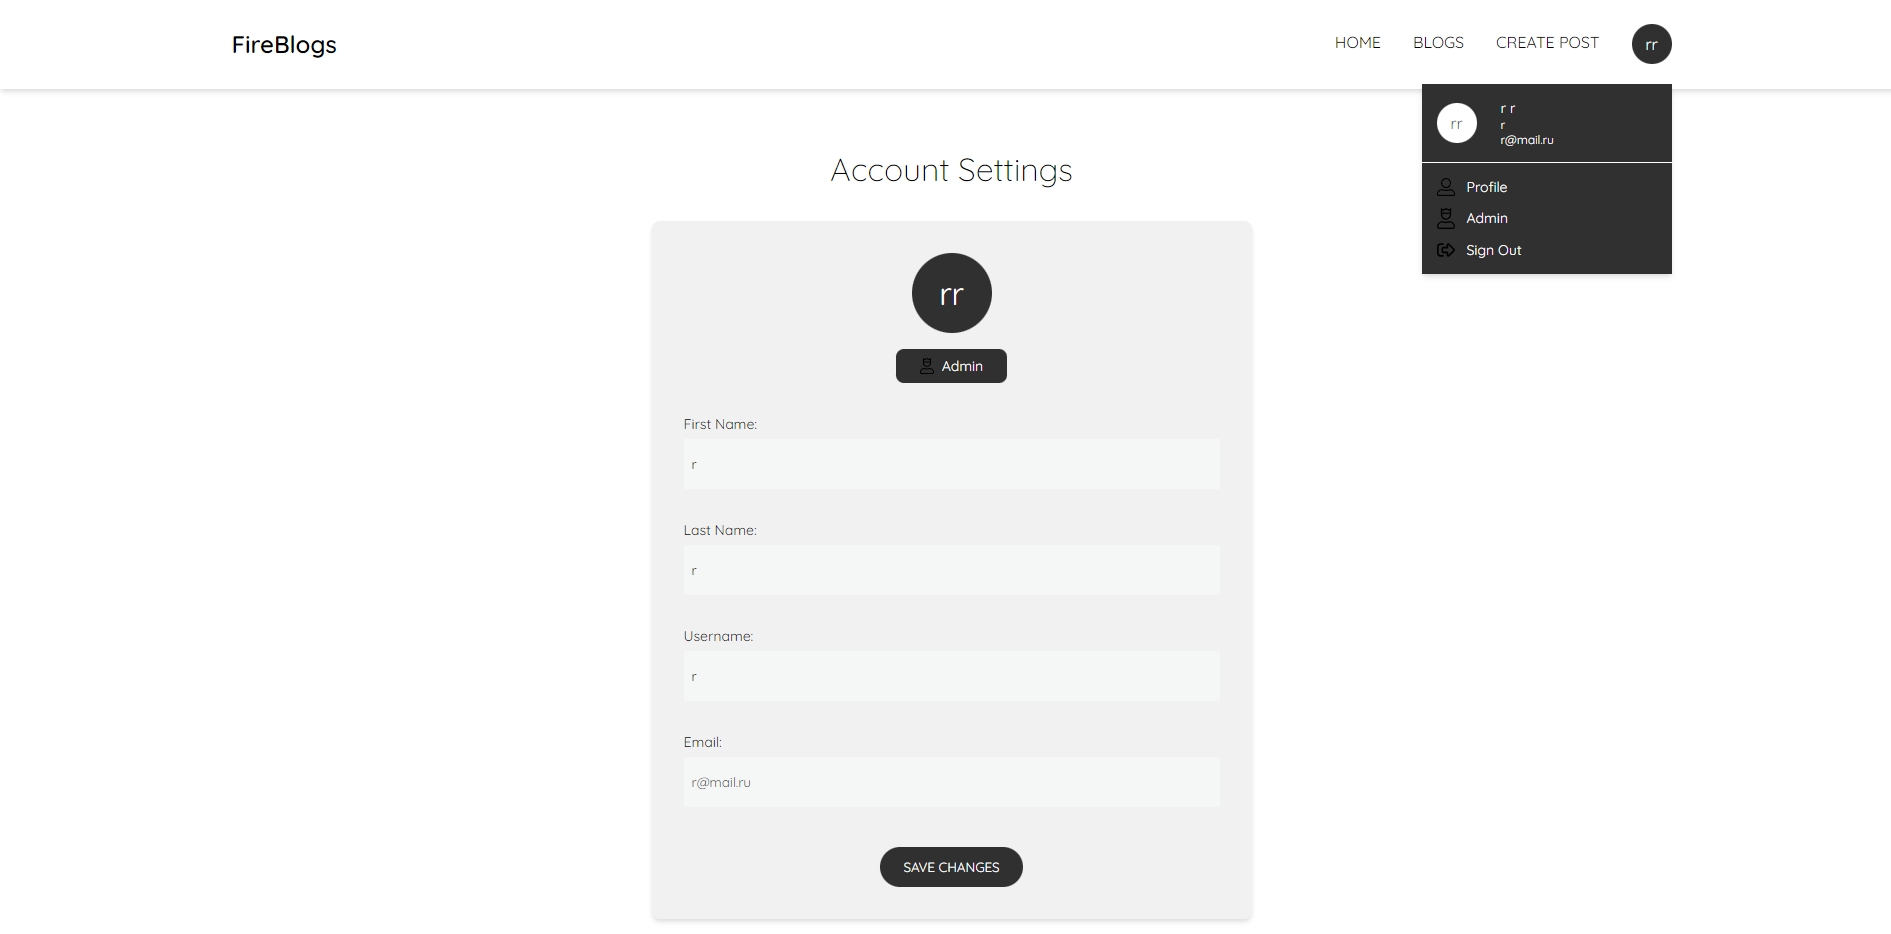 FireBlogs
HOME BLOGS CREATE POST rr
rr
r r
r
r@mail.ru
Profile
Admin
Sign Out
Account Settings
rr
Admin
First Name:
r
Last Name:
r
Username:
r
Email:
r@mail.ru
SAVE CHANGES